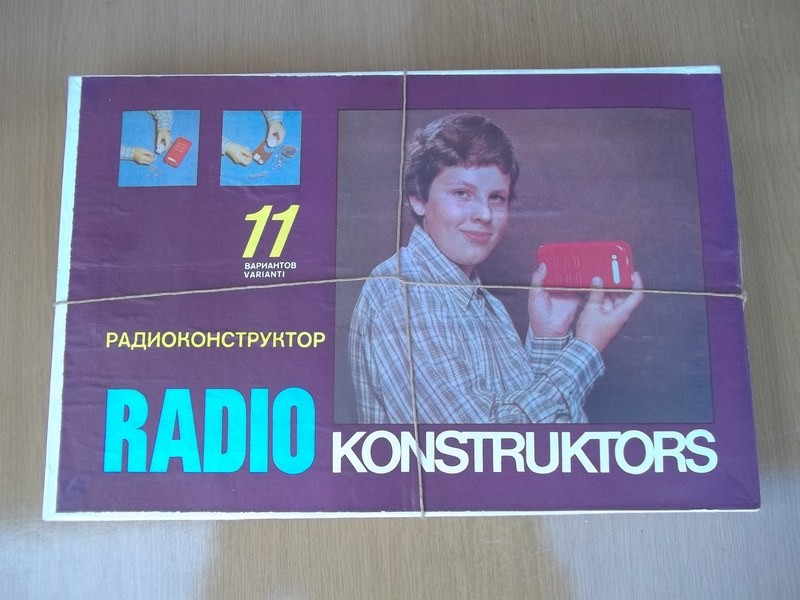 11
ВАРИАНТОВ
VARIANTI
РАДИОКОНСТРУКТОР
RADIO KONSTRUKTORS